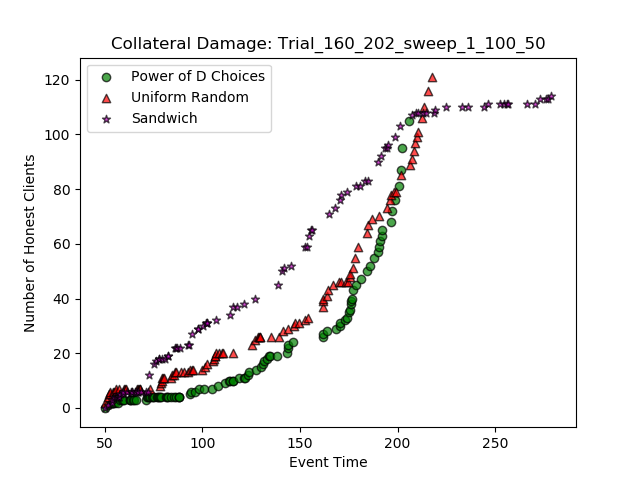 Collateral Damage: Trial_160_202_sweep_1_100_50
Power of D Choices
Uniform Random
Sandwich
Number of Honest Clients
120
100
80
60
40
20
0
50
100
150
200
250
Event Time